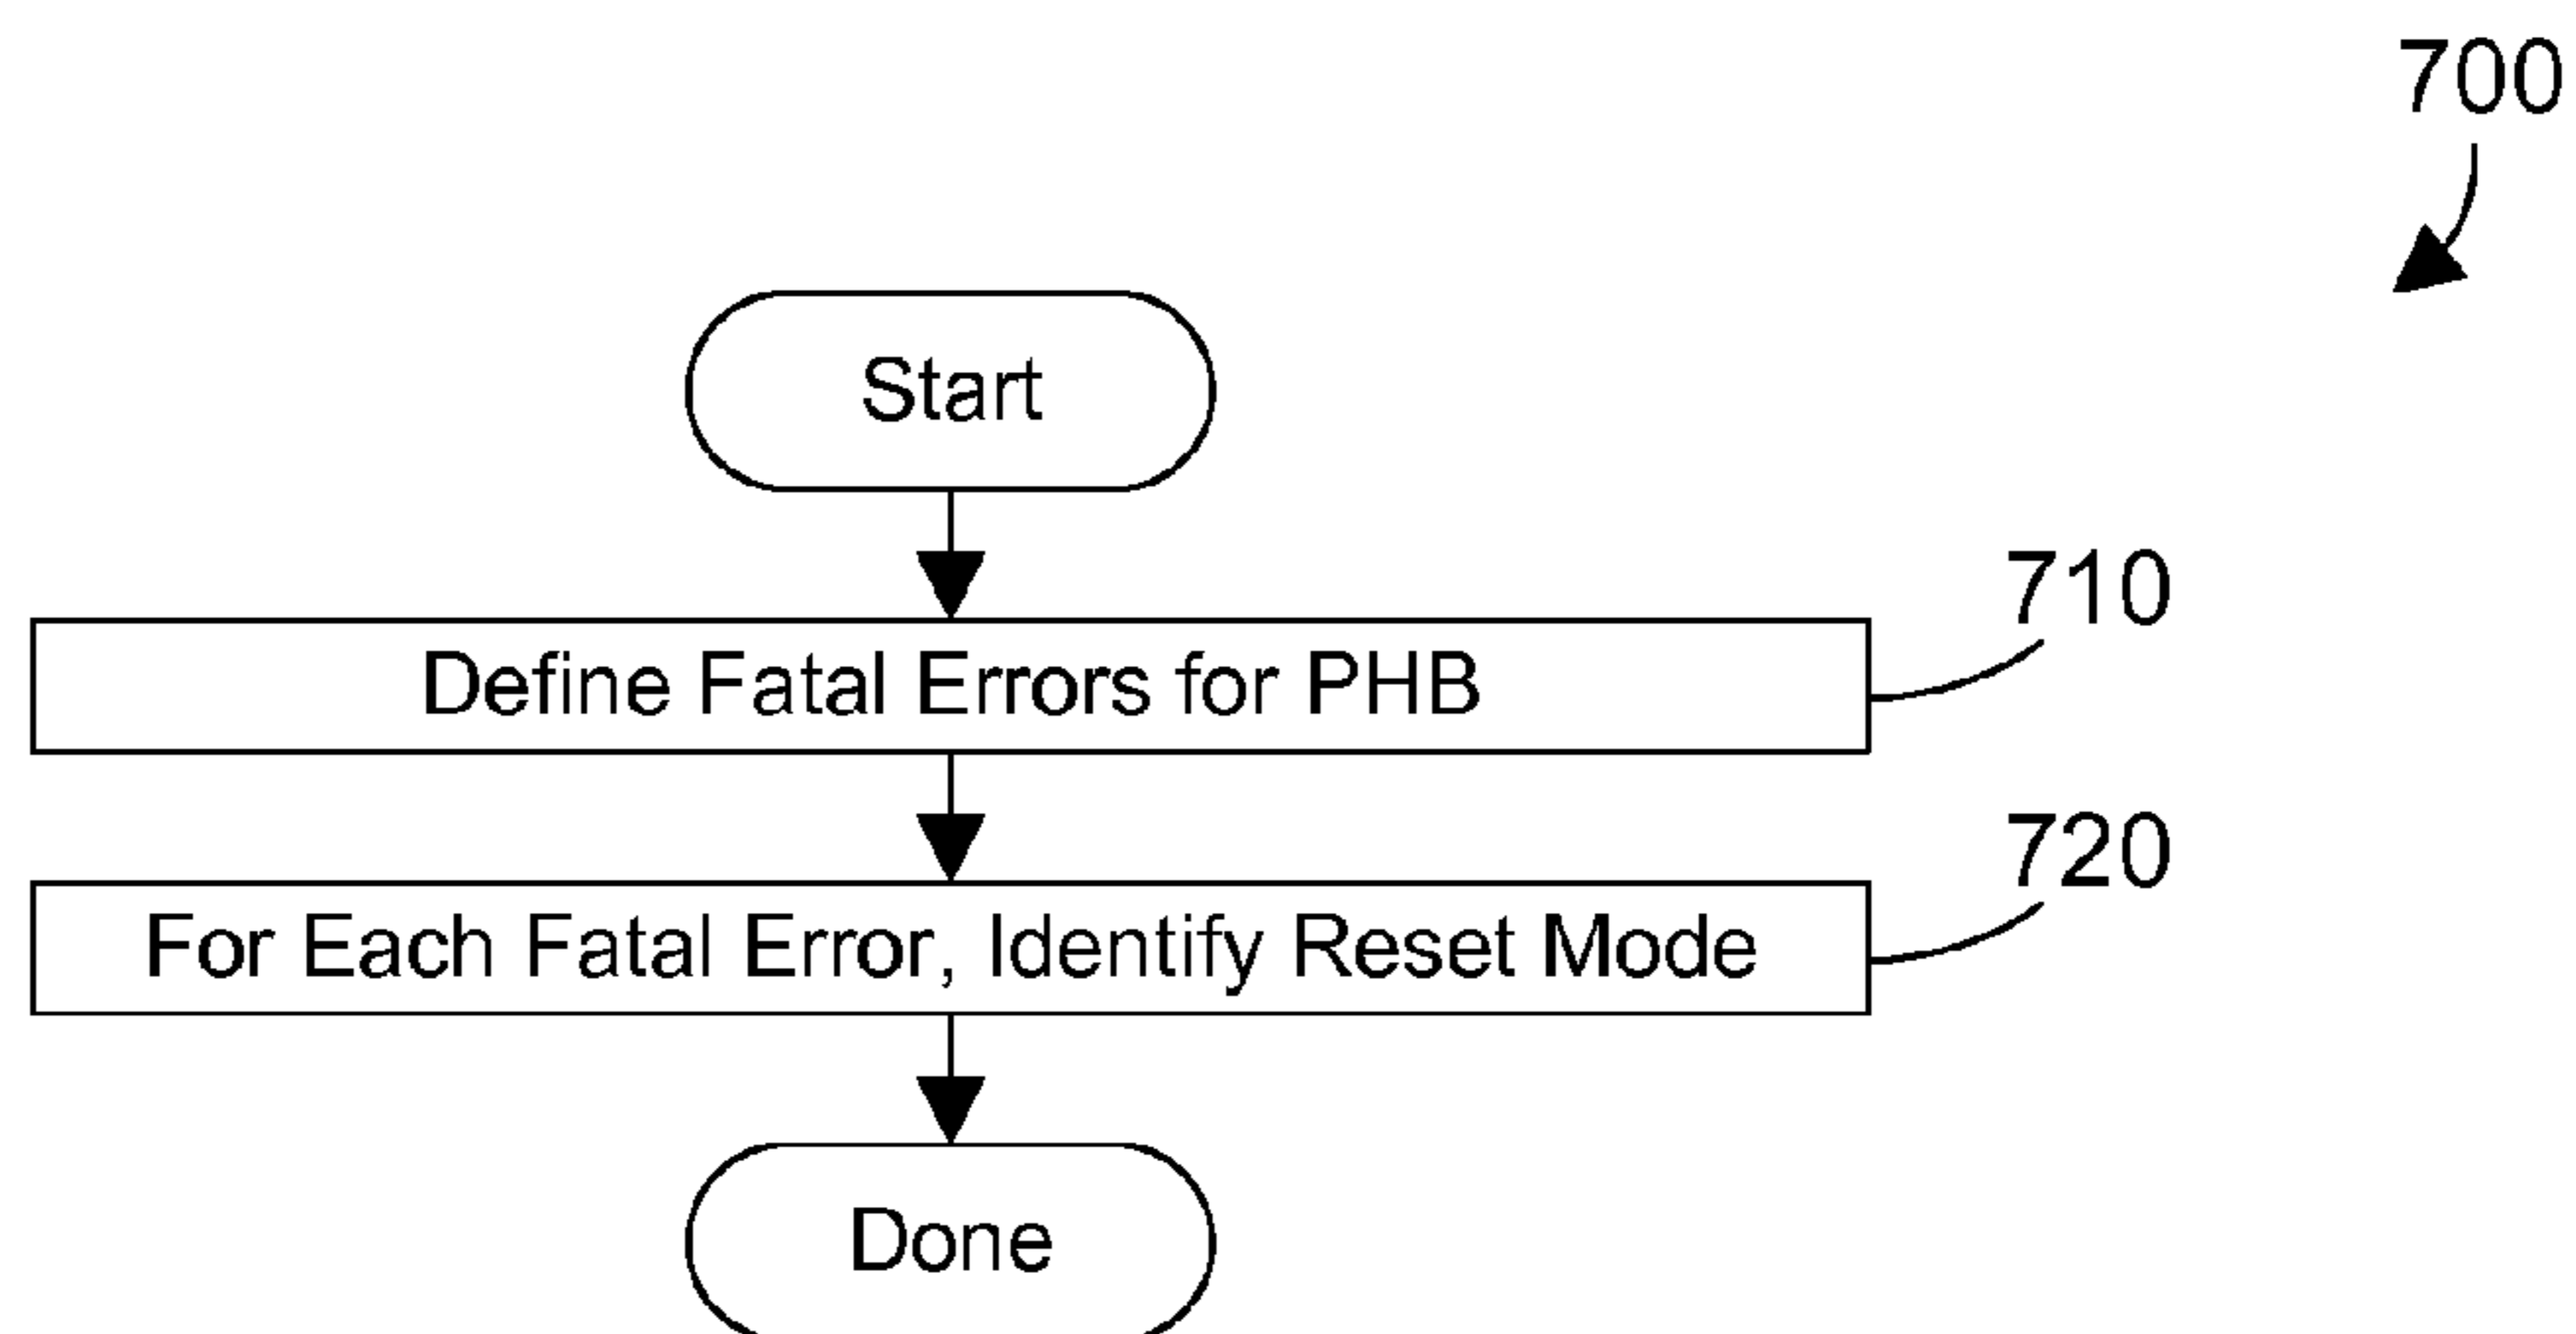 700
Start
710
Define Fatal Errors for PHB
720
For Each Fatal Error, Identify Reset Mode
Done